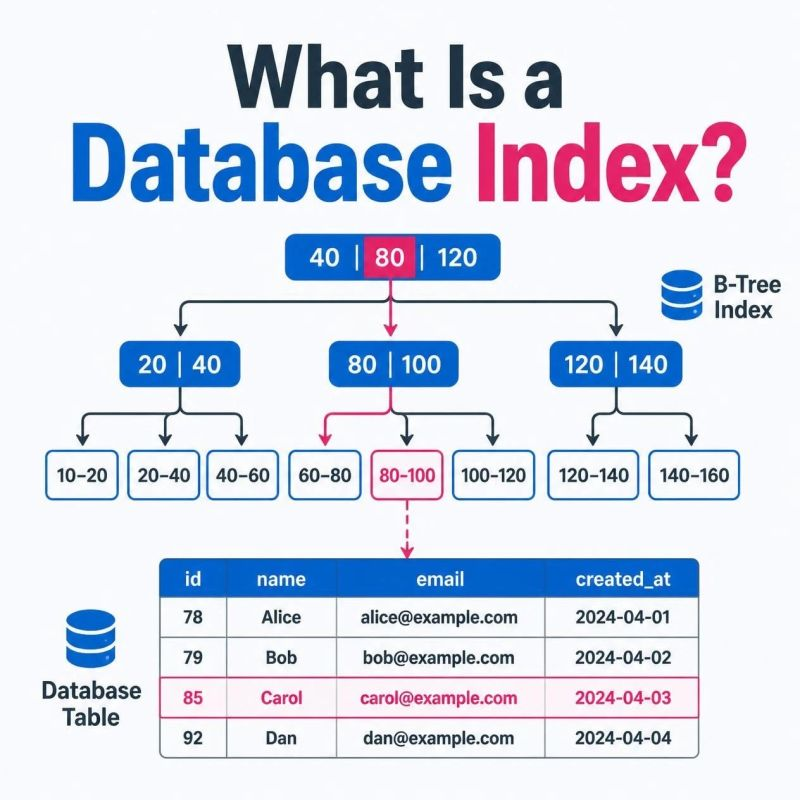 What Is a
Database Index?
40 | 80 | 120
B-Tree
Index
20 | 40
80 | 100
120 | 140
10–20
20–40
40–60
60–80
80–100
100–120
120–140
140–160
id name email created_at
78 Alice alice@example.com 2024-04-01
79 Bob bob@example.com 2024-04-02
85 Carol carol@example.com 2024-04-03
92 Dan dan@example.com 2024-04-04
Database
Table